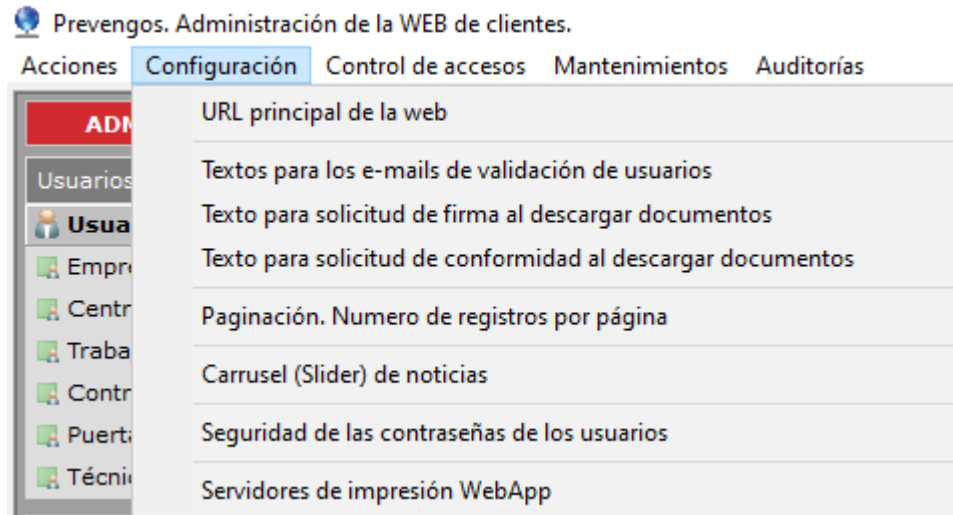 Prevengos. Administración de la WEB de clientes.
Acciones Configuración Control de accesos Mantenimientos Auditorías
URL principal de la web
Textos para los e-mails de validación de usuarios
Usuarios
Texto para solicitud de firma al descargar documentos
Texto para solicitud de conformidad al descargar documentos
Paginación. Numero de registros por página
Carrusel (Slider) de noticias
Seguridad de las contraseñas de los usuarios
Servidores de impresión WebApp